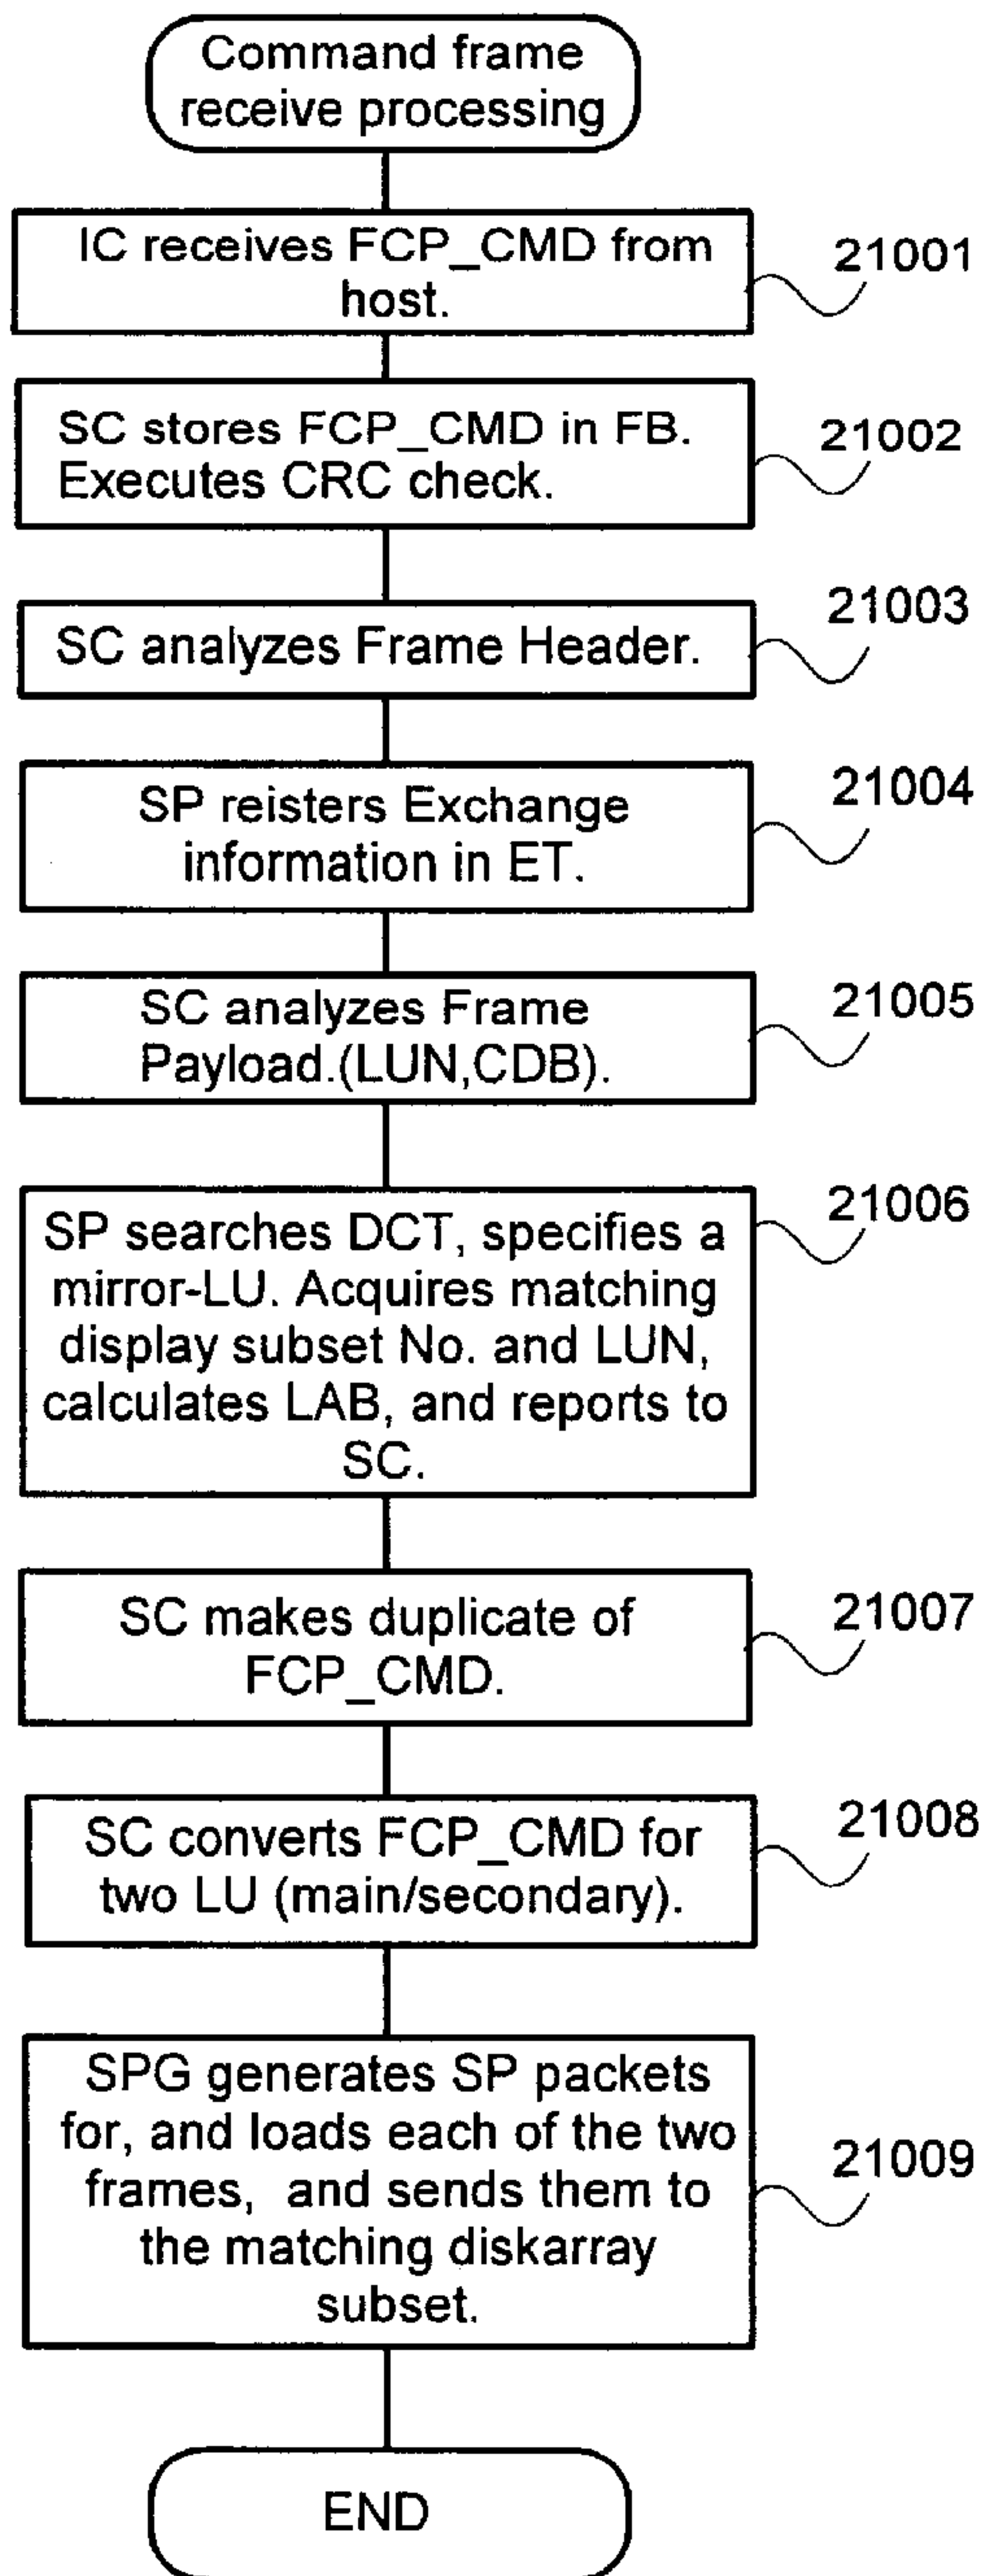 Command frame
receive processing
IC receives FCP_CMD from
host.
21001
SC stores FCP_CMD in FB.
Executes CRC check.
21002
SC analyzes Frame Header.
21003
SP reisters Exchange
information in ET.
21004
SC analyzes Frame
Payload.(LUN,CDB).
21005
SP searches DCT, specifies a
mirror-LU. Acquires matching
display subset No. and LUN,
calculates LAB, and reports to
SC.
21006
SC makes duplicate of
FCP_CMD.
21007
SC converts FCP_CMD for
two LU (main/secondary).
21008
SPG generates SP packets
for, and loads each of the two
frames, and sends them to
the matching diskarray
subset.
21009
END